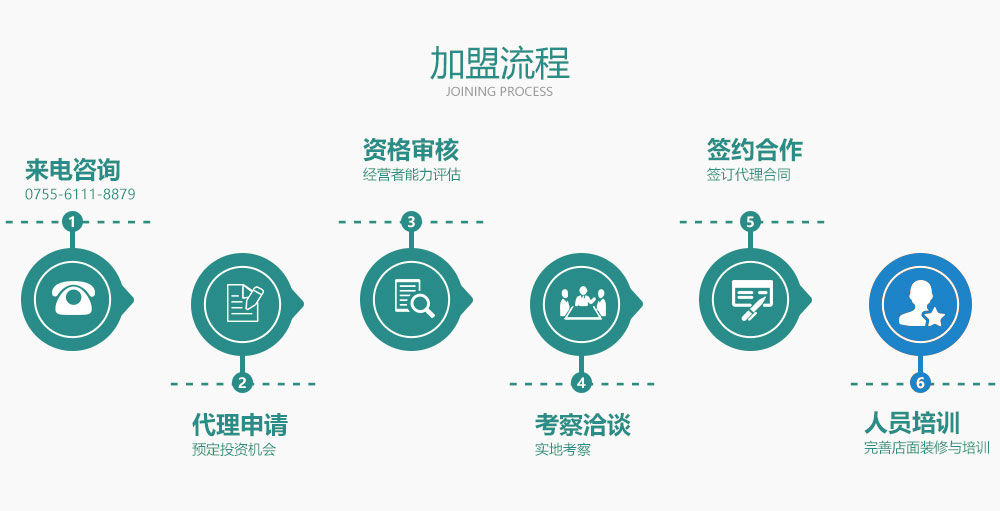 加盟流程
JOINING PROCESS
来电咨询
0755-6111-8879
1
代理申请
预定投资机会
2
资格审核
经营者能力评估
3
考察洽谈
实地考察
4
签约合作
签订代理合同
5
人员培训
完善店面装修与培训
6